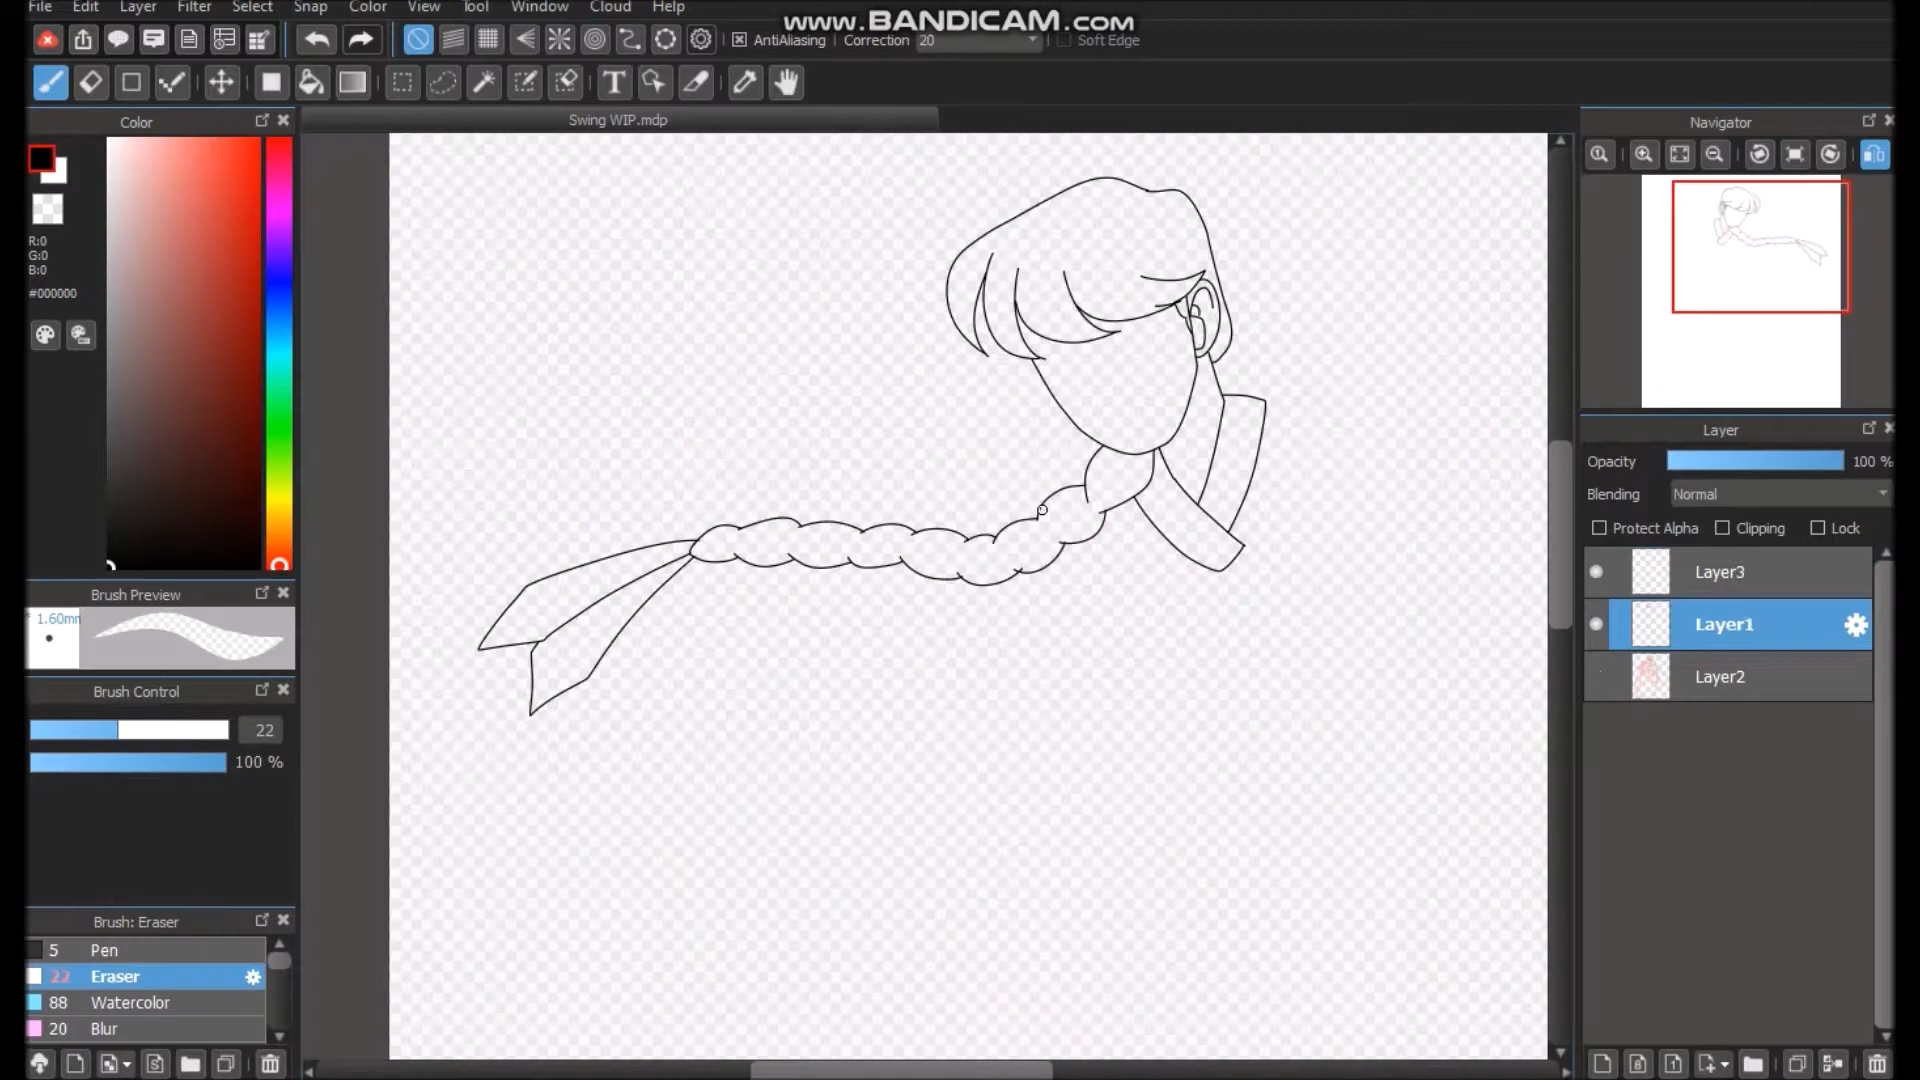 File Edit Layer Filter Select Snap Color View Tool Window Cloud Help
www.BANDICAM.com
AntiAliasing Correction 20 Soft Edge
T
Color
Swing WIP.mdp
Navigator
R:0
G:0
B:0
#000000
Layer
Opacity 100 %
Blending Normal
Protect Alpha Clipping Lock
Layer3
Layer1
Layer2
Brush Preview
1.60mm
Brush Control
22
100 %
Brush: Eraser
5 Pen
22 Eraser
88 Watercolor
20 Blur